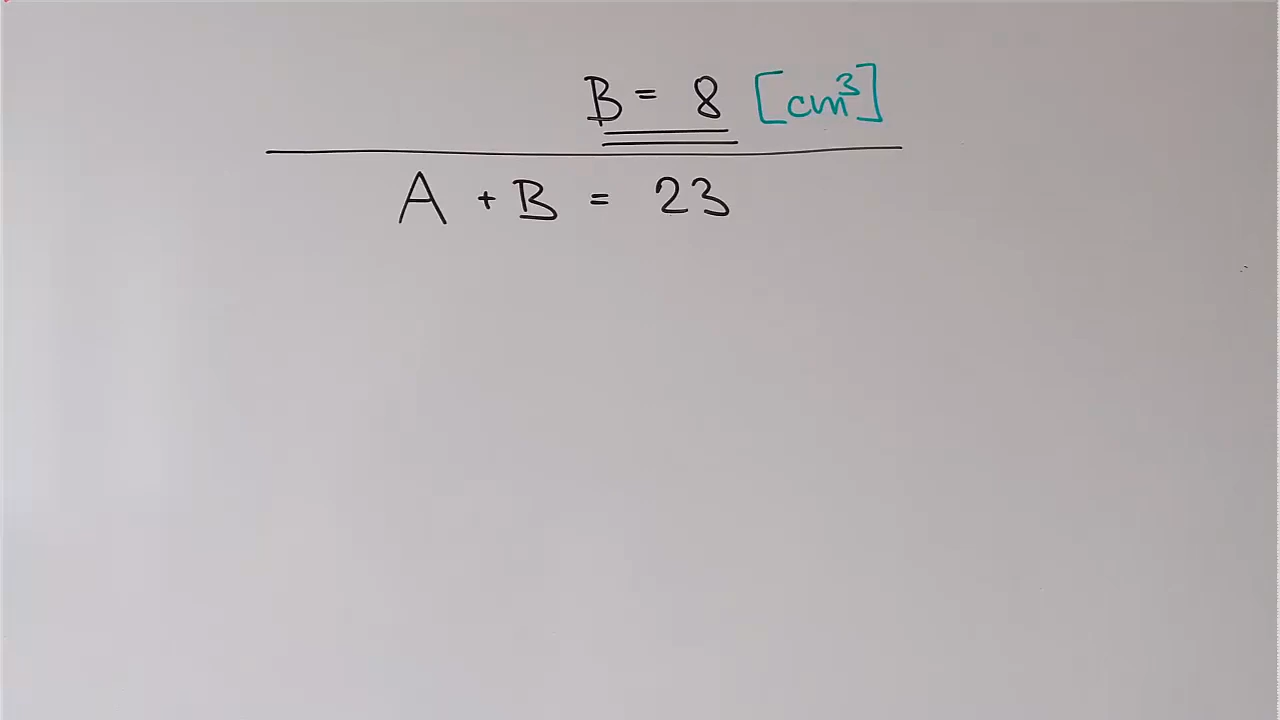 B = 8 [cm³]
A + B = 23